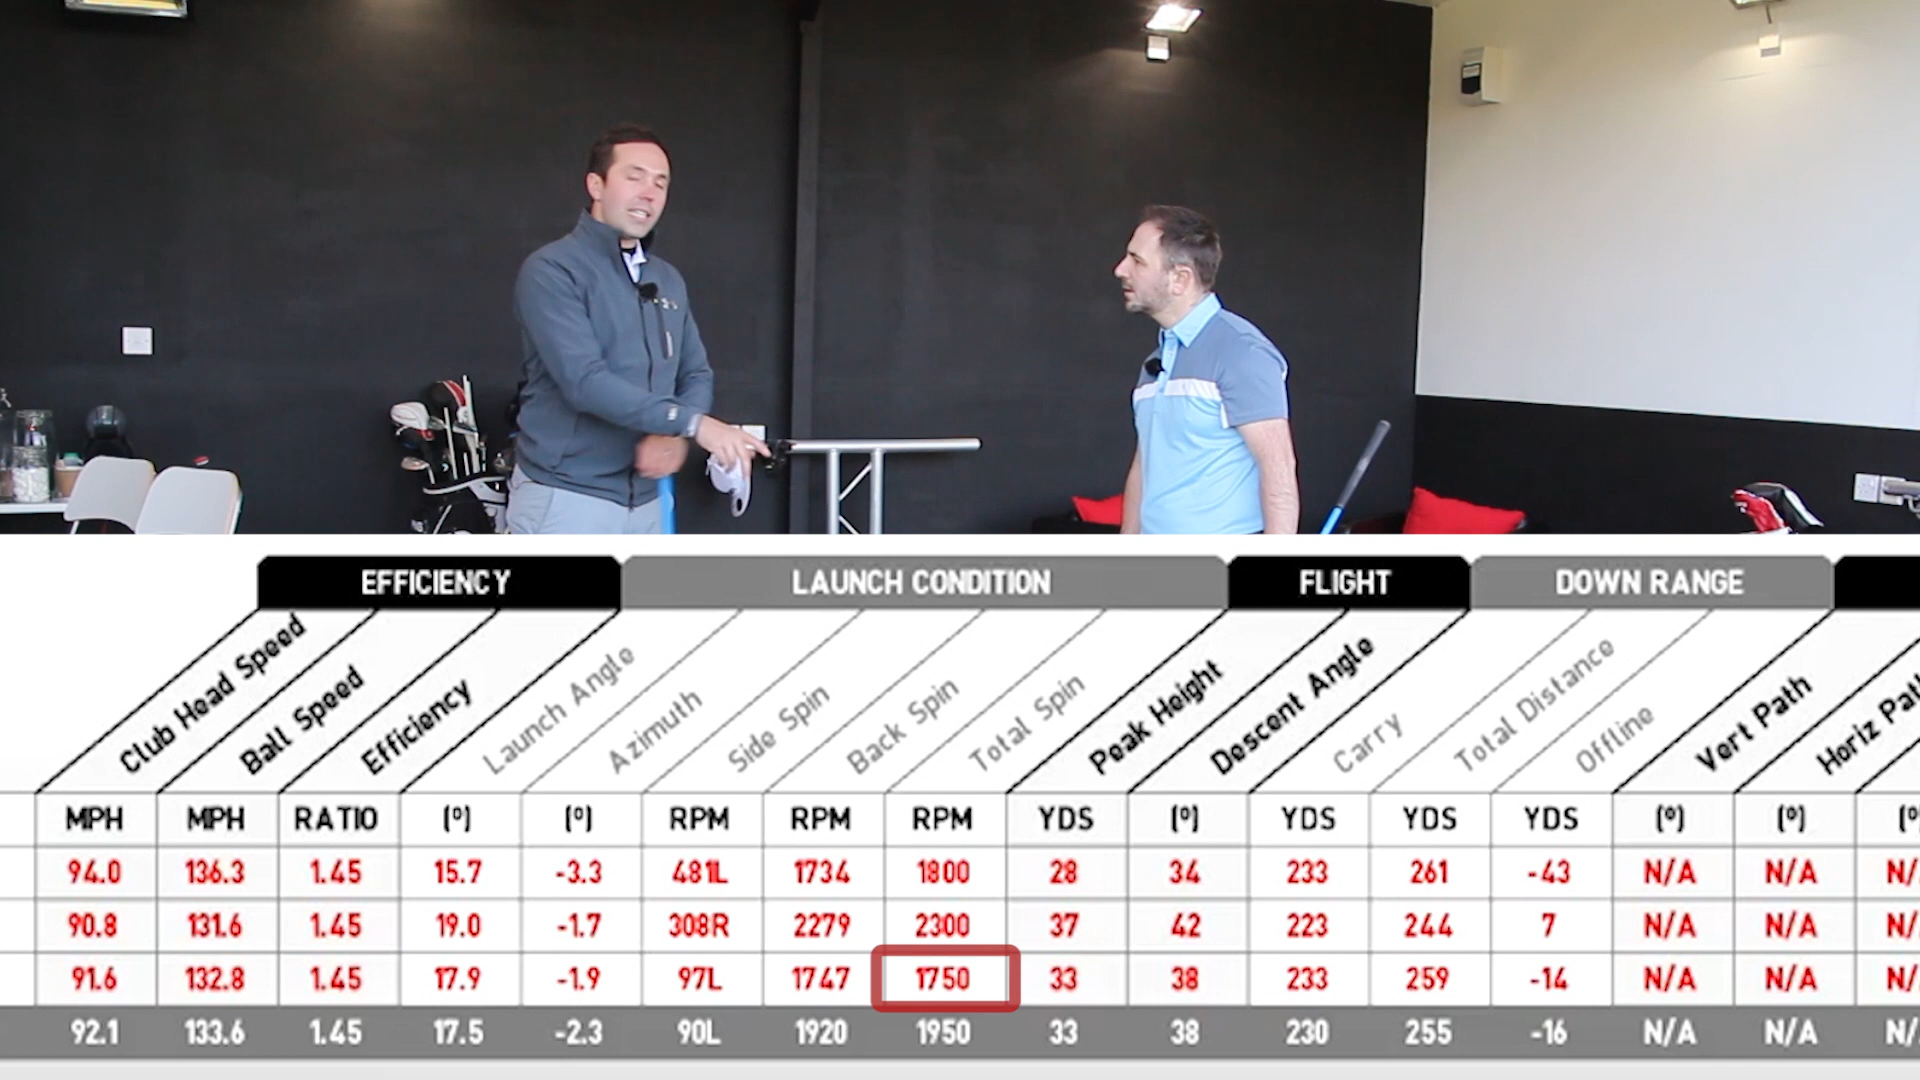 EFFICIENCY LAUNCH CONDITION FLIGHT DOWN RANGE
Club Head Speed Ball Speed Efficiency Launch Angle Azimuth Side Spin Back Spin Total Spin Peak Height Descent Angle Carry Total Distance Offline Vert Path Horiz Path
MPH MPH RATIO (º) (º) RPM RPM RPM YDS (º) YDS YDS YDS (º) (º) (º
94.0 136.3 1.45 15.7 -3.3 481L 1734 1800 28 34 233 261 -43 N/A N/A N/
90.8 131.6 1.45 19.0 -1.7 308R 2279 2300 37 42 223 244 7 N/A N/A N/
91.6 132.8 1.45 17.9 -1.9 97L 1747 1750 33 38 233 259 -14 N/A N/A N/
92.1 133.6 1.45 17.5 -2.3 90L 1920 1950 33 38 230 255 -16 N/A N/A N/